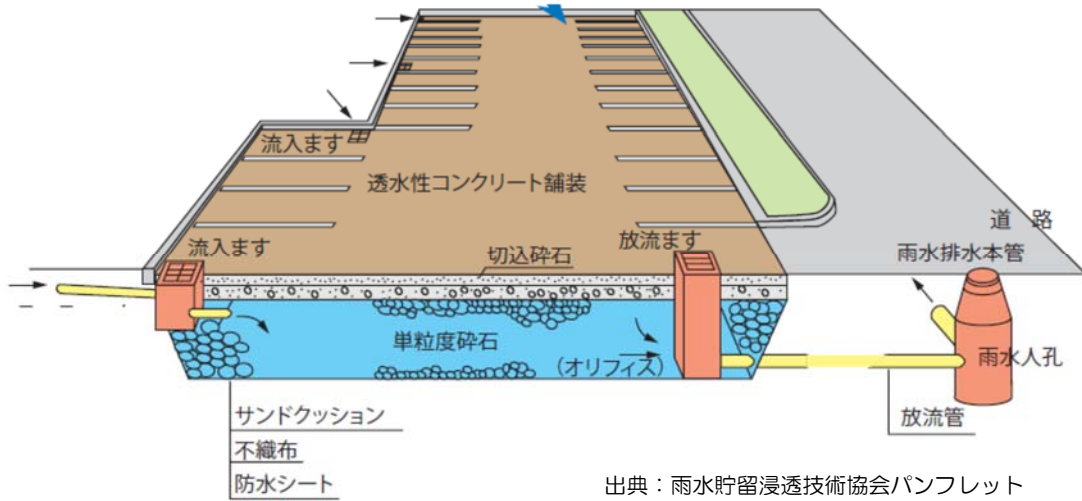 流入ます
透水性コンクリート舗装
流入ます
切込砕石
放流ます
道 路
雨水排水本管
単粒度砕石
(オリフィス)
雨水人孔
放流管
サンドクッション
不織布
防水シート
出典：雨水貯留浸透技術協会パンフレット